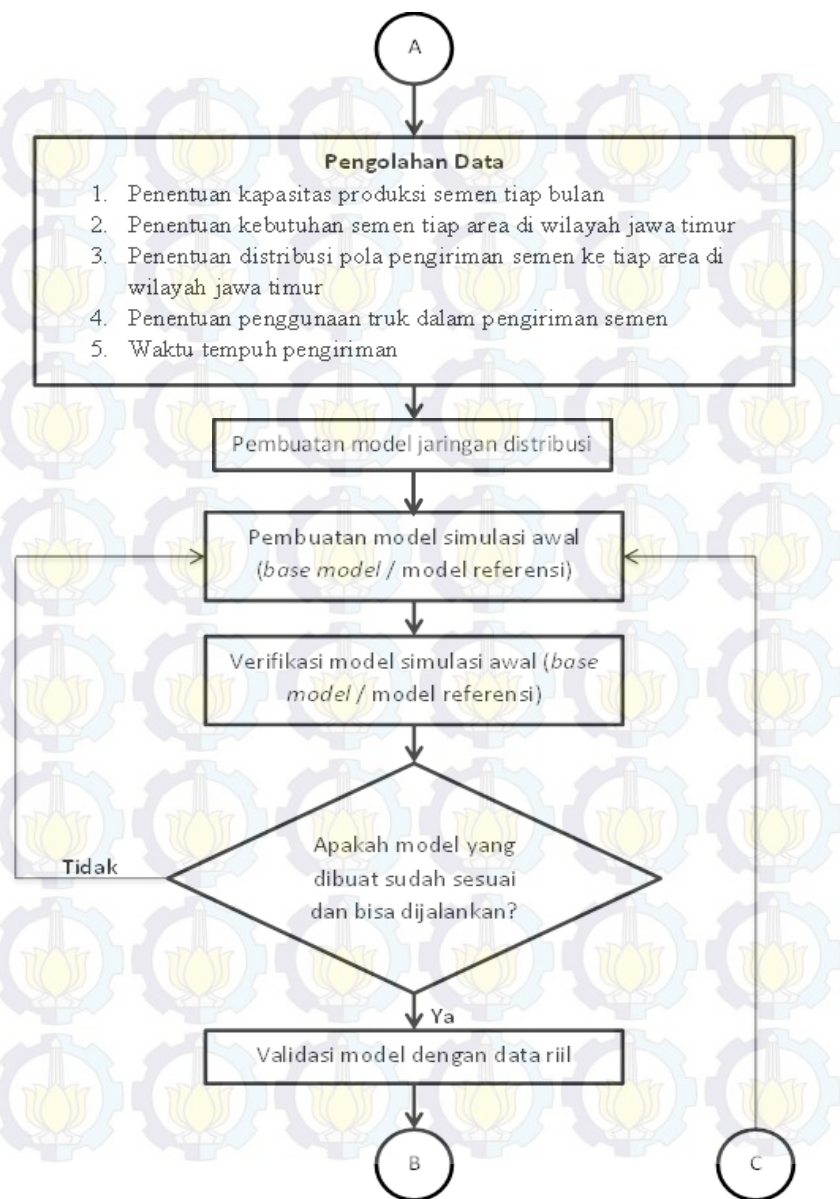 A
Pengolahan Data
1. Penentuan kapasitas produksi semen tiap bulan
2. Penentuan kebutuhan semen tiap area di wilayah jawa timur
3. Penentuan distribusi pola pengiriman semen ke tiap area di
wilayah jawa timur
4. Penentuan penggunaan truk dalam pengiriman semen
5. Waktu tempuh pengiriman
Pembuatan model jaringan distribusi
Pembuatan model simulasi awal
(base model / model referensi)
Verifikasi model simulasi awal (base
model / model referensi)
Apakah model yang
dibuat sudah sesuai
dan bisa dijalankan?
Tidak
Ya
Validasi model dengan data riil
B
C